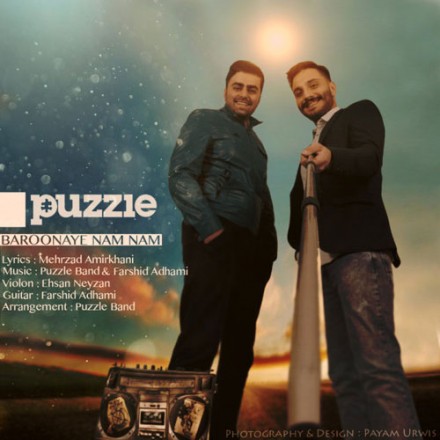 puzzle
BAROONAYE NAM NAM
Lyrics : Mehrzad Amirkhani
Music : Puzzle Band & Farshid Adhami
Violon : Ehsan Neyzan
Guitar : Farshid Adhami
Arrangement : Puzzle Band
Photography & Design : Payam Urwis